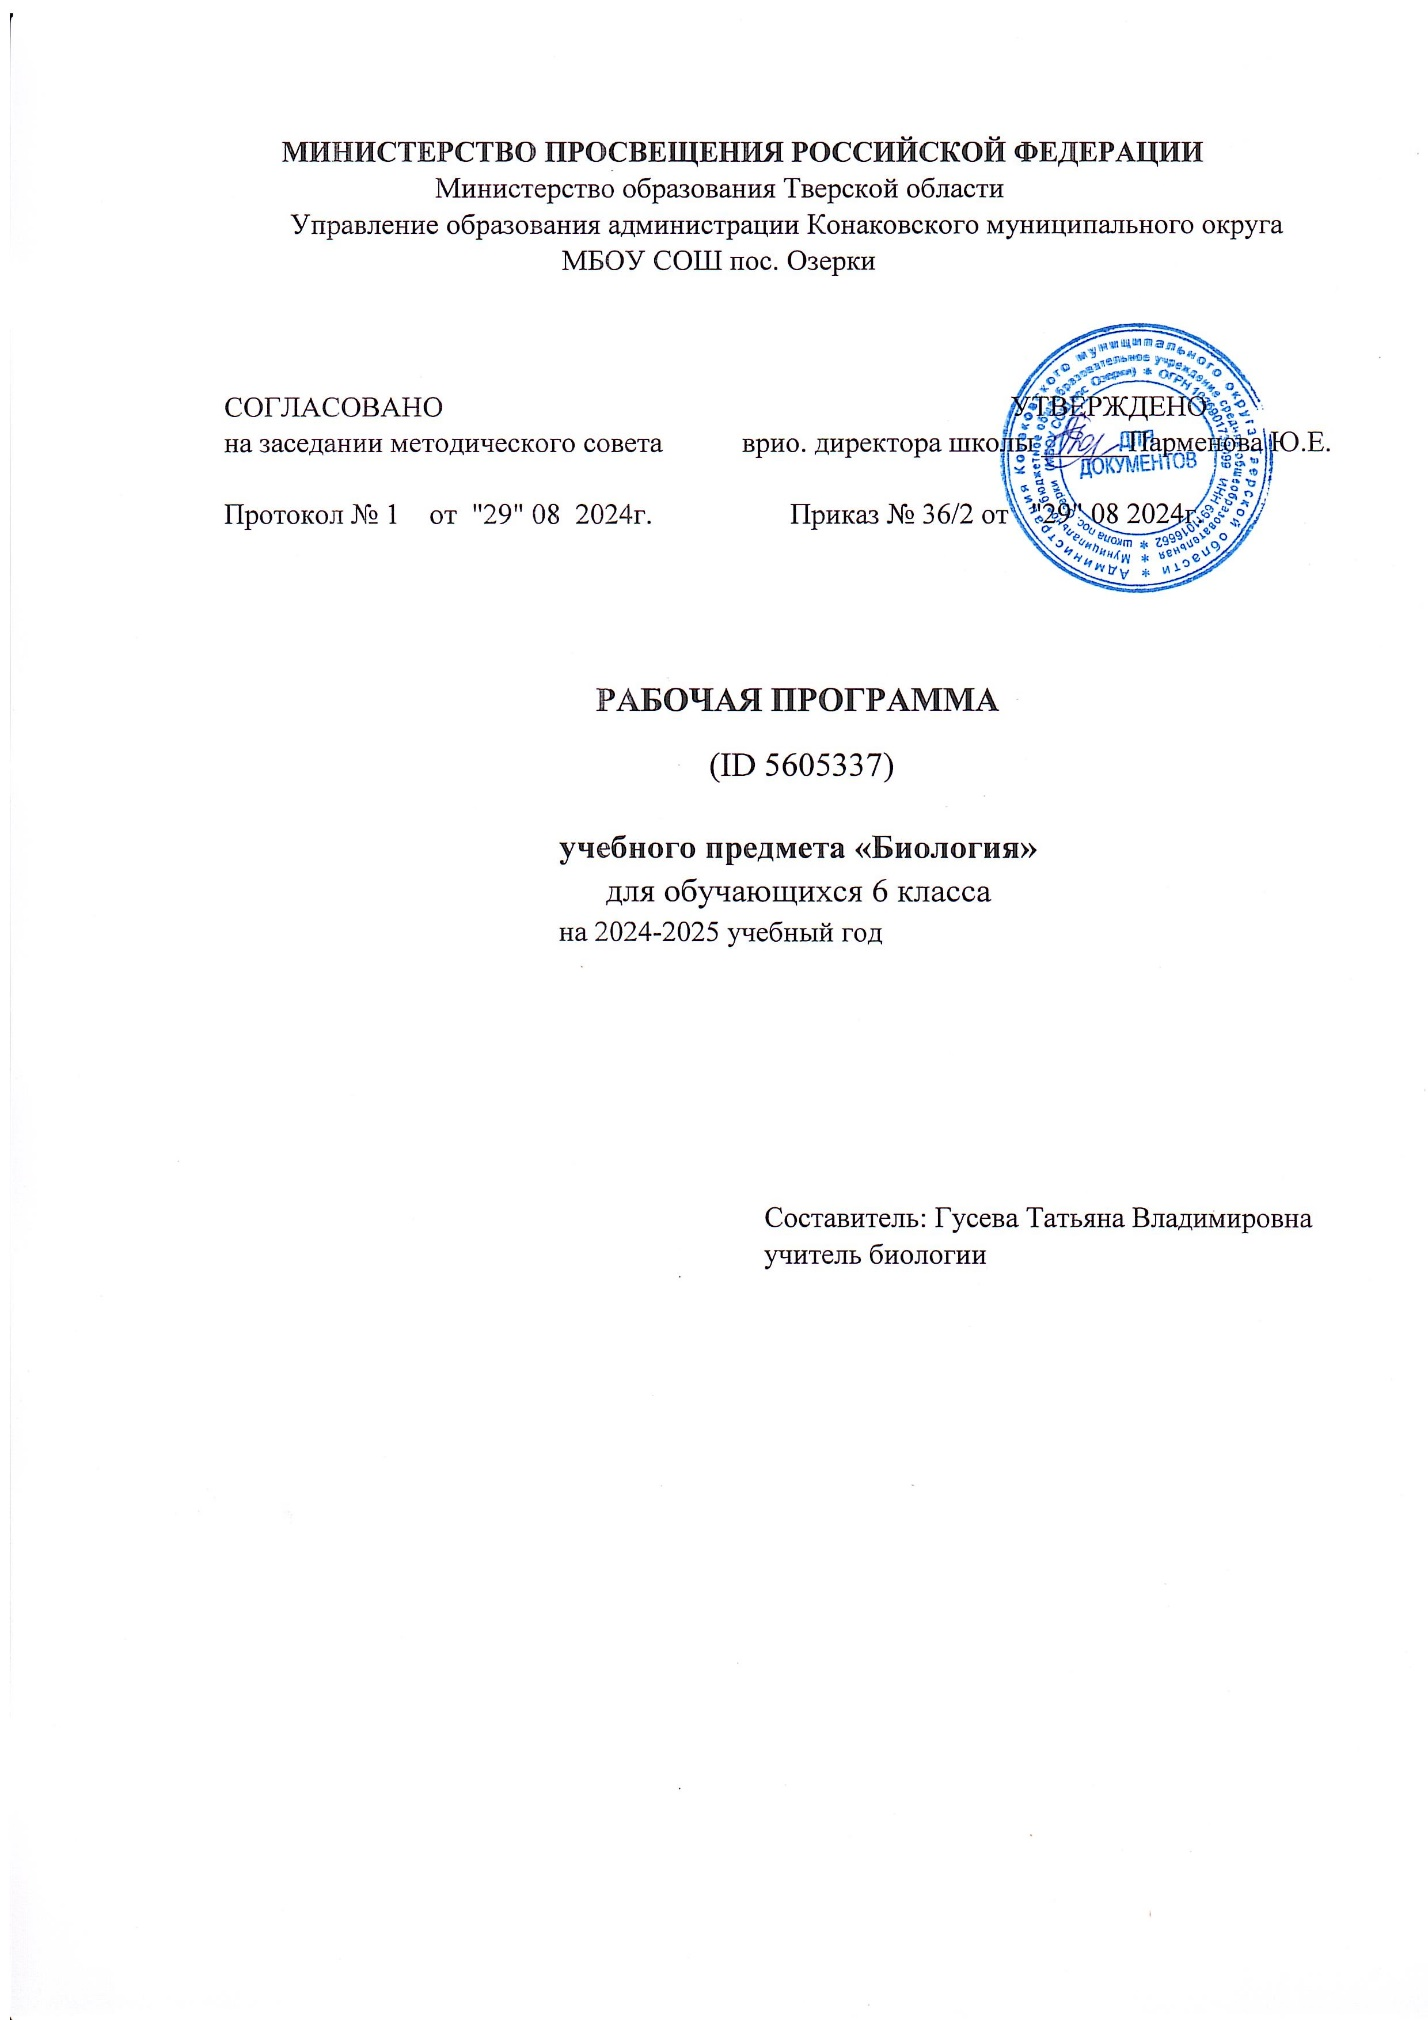 МИНИСТЕРСТВО ПРОСВЕЩЕНИЯ РОССИЙСКОЙ ФЕДЕРАЦИИ
Министерство образования Тверской области
Управление образования администрации Конаковского муниципального округа
МБОУ СОШ пос. Озерки
СОГЛАСОВАНО УТВЕРЖДЕНО
на заседании методического совета врио. директора школы ______ Парменова Ю.Е.
Протокол № 1 от "29" 08 2024г. Приказ № 36/2 от "29" 08 2024г.
ДЛЯ
ДОКУМЕНТОВ
РАБОЧАЯ ПРОГРАММА
(ID 5605337)
учебного предмета «Биология»
для обучающихся 6 класса
на 2024-2025 учебный год
Составитель: Гусева Татьяна Владимировна
учитель биологии